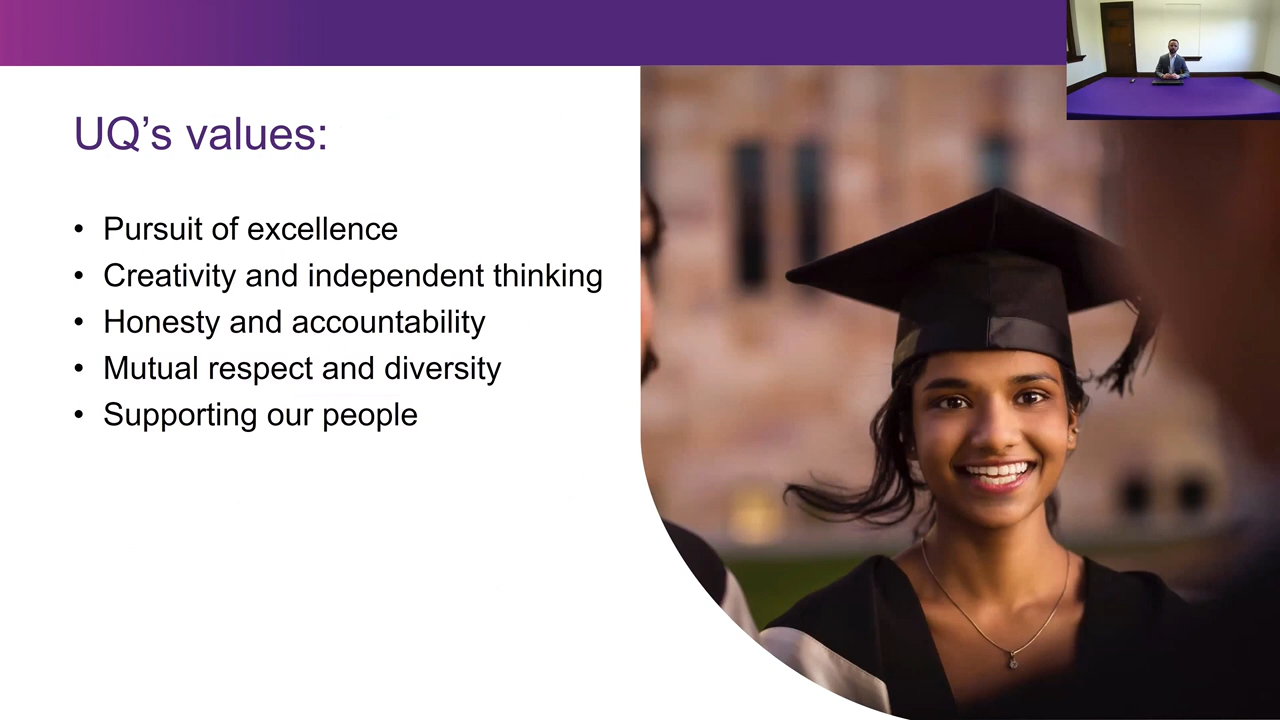 UQ’s values:
• Pursuit of excellence
• Creativity and independent thinking
• Honesty and accountability
• Mutual respect and diversity
• Supporting our people